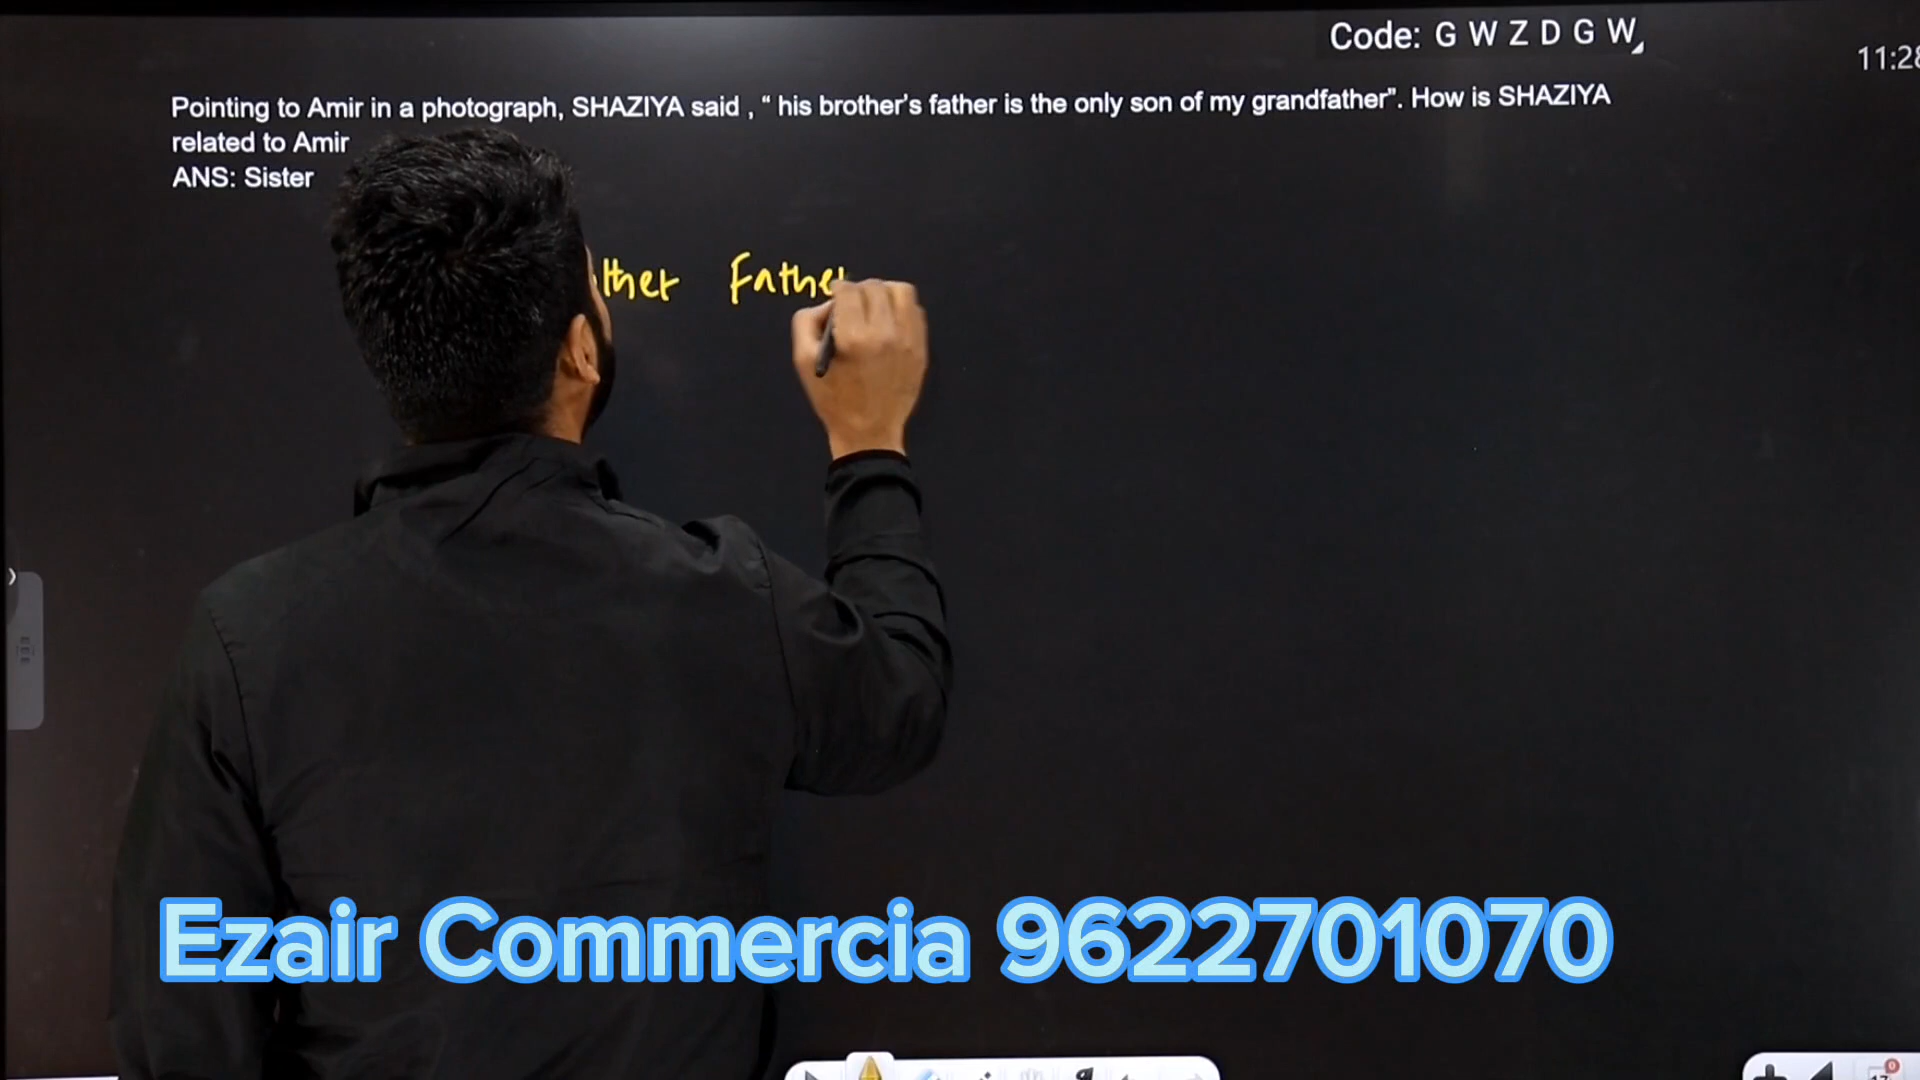 Code: G W Z D G W
11:28
Pointing to Amir in a photograph, SHAZIYA said , “ his brother’s father is the only son of my grandfather”. How is SHAZIYA
related to Amir
ANS: Sister
Father
Ezair Commercia 9622701070